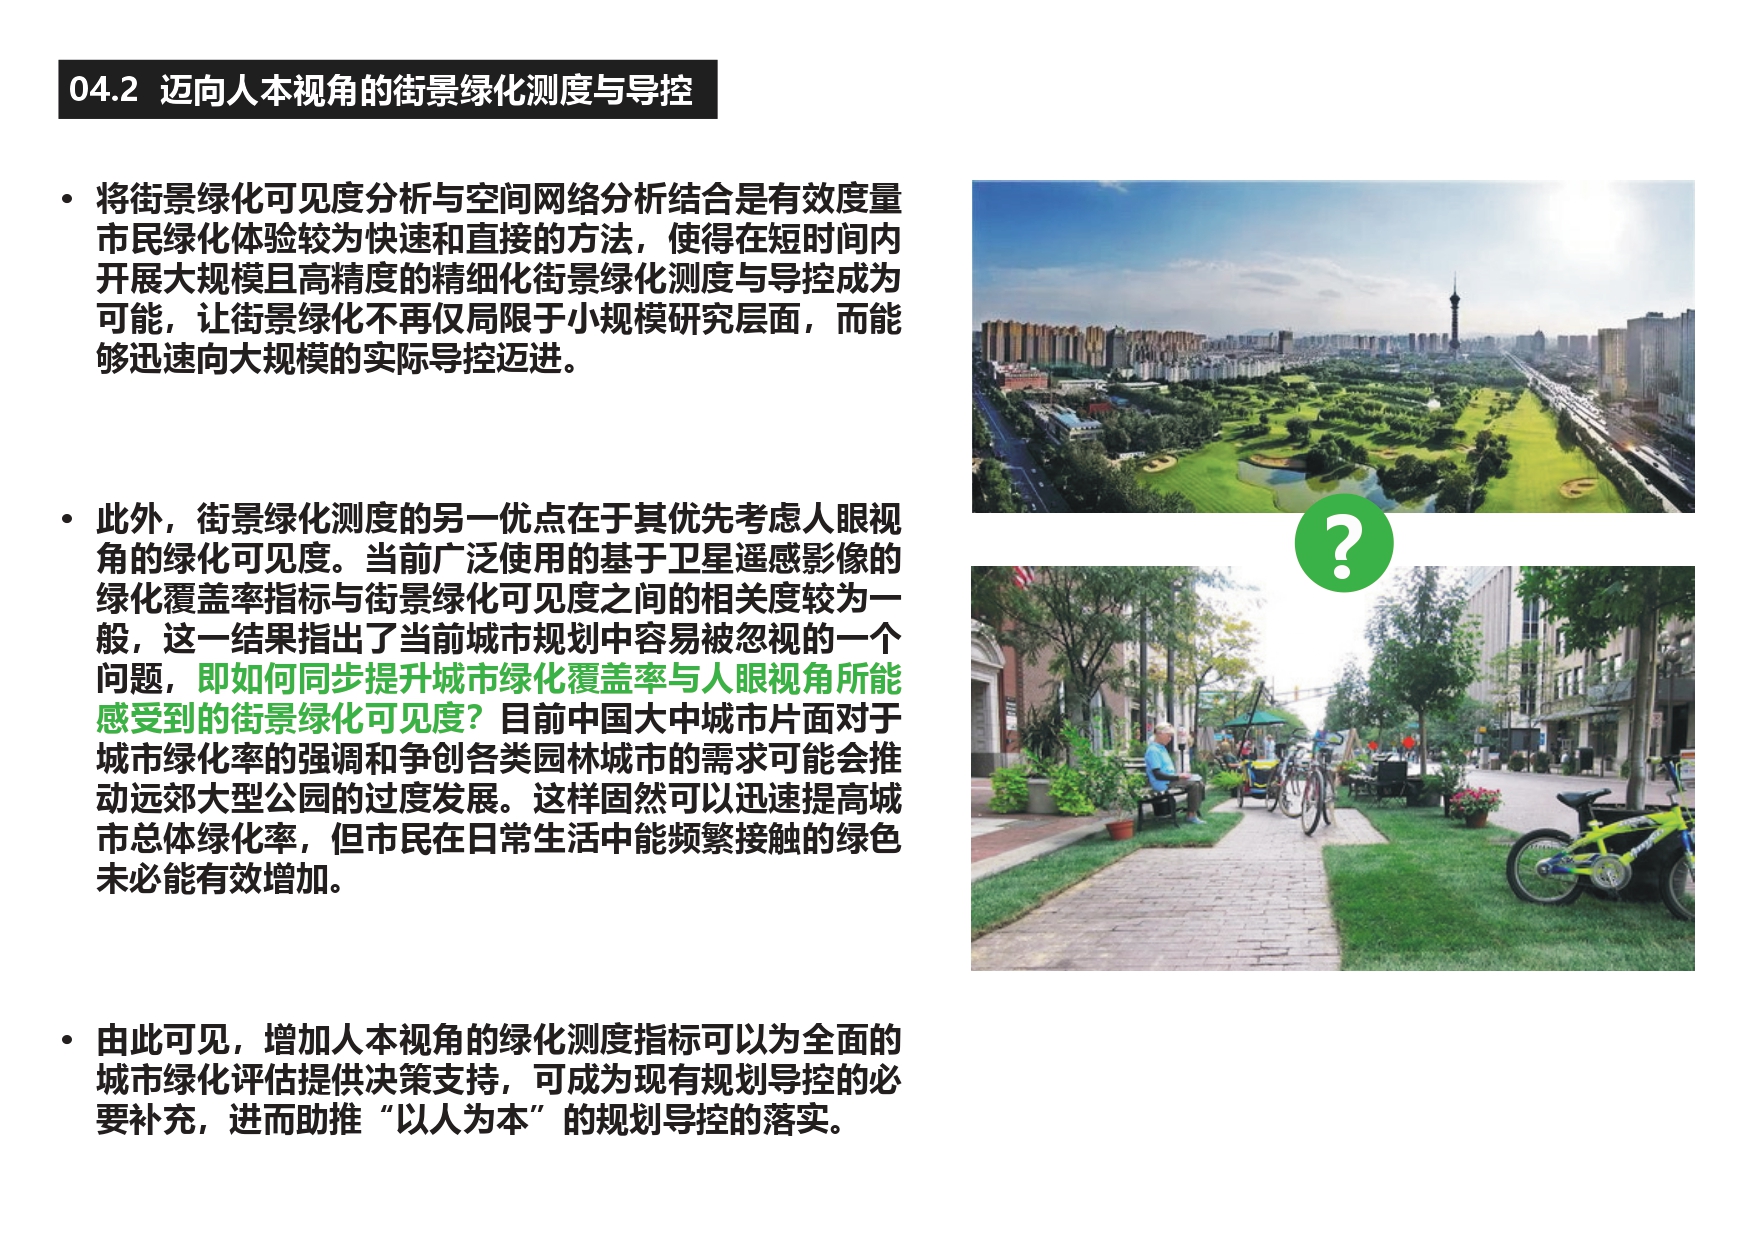 04.2 迈向人本视角的街景绿化测度与导控
• 将街景绿化可见度分析与空间网络分析结合是有效度量
市民绿化体验较为快速和直接的方法，使得在短时间内
开展大规模且高精度的精细化街景绿化测度与导控成为
可能，让街景绿化不再仅局限于小规模研究层面，而能
够迅速向大规模的实际导控迈进。
• 此外，街景绿化测度的另一优点在于其优先考虑人眼视
角的绿化可见度。当前广泛使用的基于卫星遥感影像的
绿化覆盖率指标与街景绿化可见度之间的相关度较为一
般，这一结果指出了当前城市规划中容易被忽视的一个
问题，即如何同步提升城市绿化覆盖率与人眼视角所能
感受到的街景绿化可见度？目前中国大中城市片面对于
城市绿化率的强调和争创各类园林城市的需求可能会推
动远郊大型公园的过度发展。这样固然可以迅速提高城
市总体绿化率，但市民在日常生活中能频繁接触的绿色
未必能有效增加。
• 由此可见，增加人本视角的绿化测度指标可以为全面的
城市绿化评估提供决策支持，可成为现有规划导控的必
要补充，进而助推“以人为本”的规划导控的落实。
?